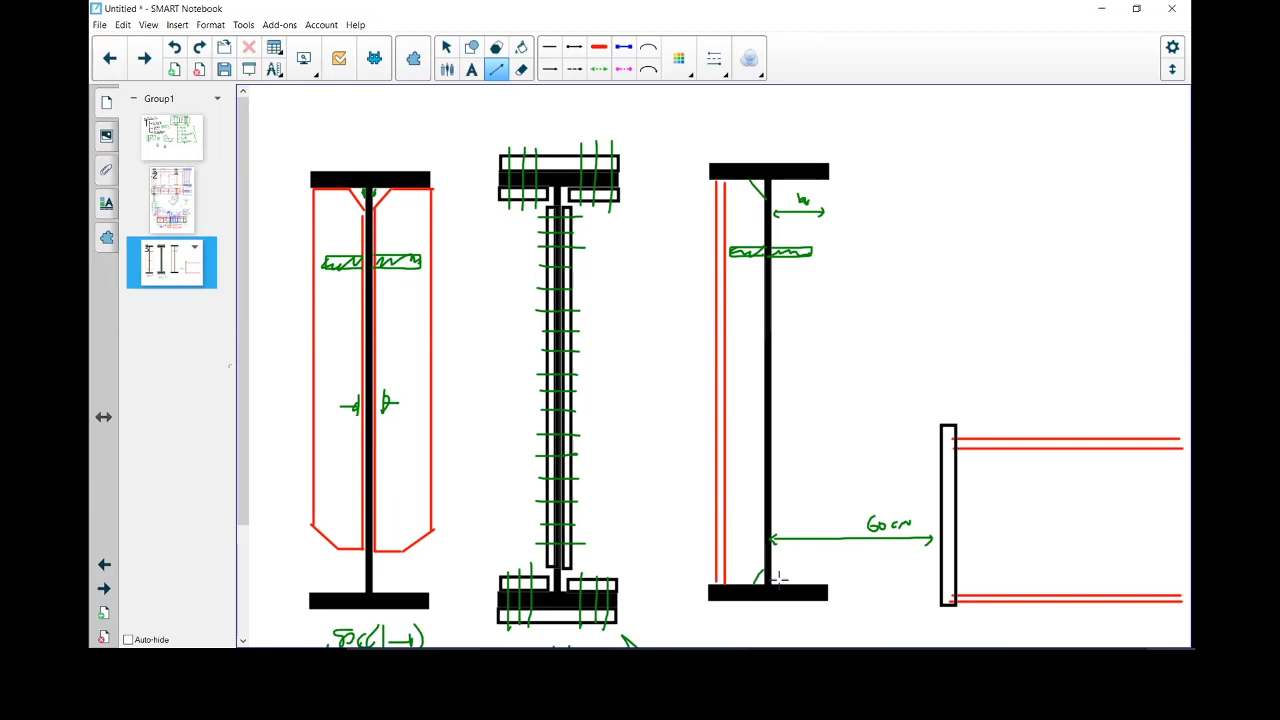 Untitled * - SMART Notebook
File Edit View Insert Format Tools Add-ons Account Help
Group1
60 cm
Auto-hide